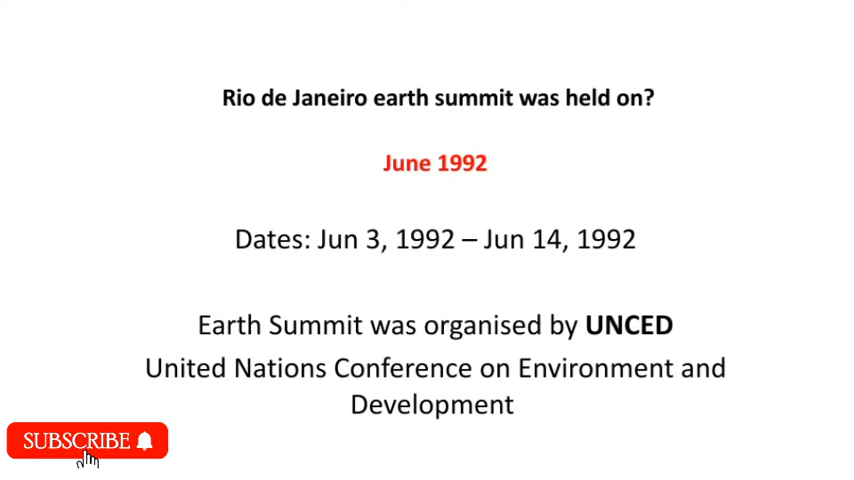 Rio de Janeiro earth summit was held on?
June 1992
Dates: Jun 3, 1992 – Jun 14, 1992
Earth Summit was organised by UNCED
United Nations Conference on Environment and
Development
SUBSCRIBE